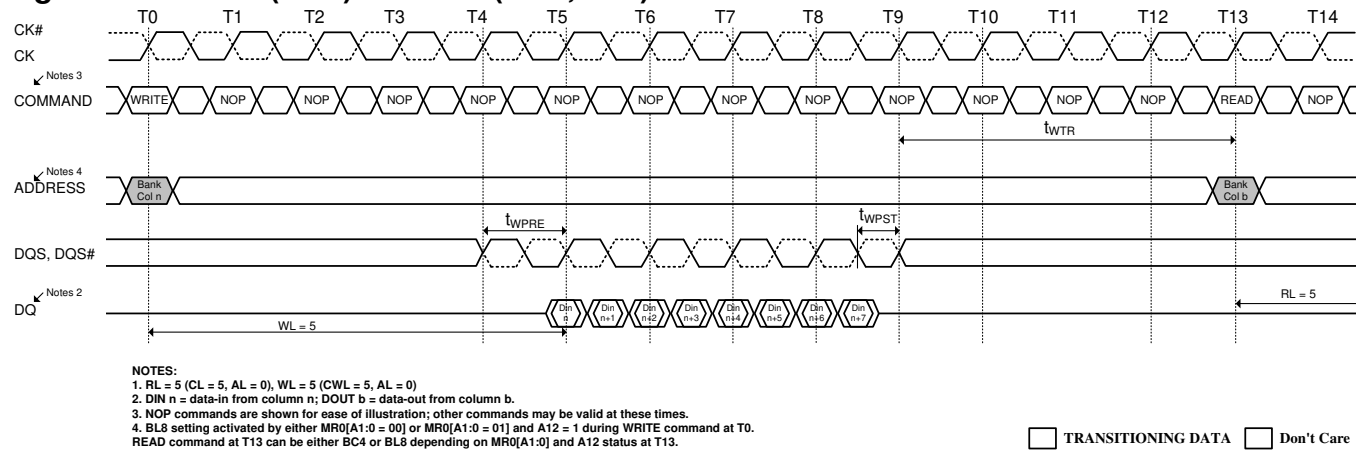 T0 T1 T2 T3 T4 T5 T6 T7 T8 T9 T10 T11 T12 T13 T14
CK#
CK
Notes 3
COMMAND WRITE NOP NOP NOP NOP NOP NOP NOP NOP NOP NOP NOP NOP READ NOP
tWTR
Notes 4
ADDRESS
Bank Bank
Col n Col b
tWPRE tWPST
DQS, DQS#
Notes 2
DQ
Din Din Din Din Din Din Din Din
n n+1 n+2 n+3 n+4 n+5 n+6 n+7
RL = 5
WL = 5
NOTES:
1. RL = 5 (CL = 5, AL = 0), WL = 5 (CWL = 5, AL = 0)
2. DIN n = data-in from column n; DOUT b = data-out from column b.
3. NOP commands are shown for ease of illustration; other commands may be valid at these times.
4. BL8 setting activated by either MR0[A1:0 = 00] or MR0[A1:0 = 01] and A12 = 1 during WRITE command at T0.
READ command at T13 can be either BC4 or BL8 depending on MR0[A1:0] and A12 status at T13.
TRANSITIONING DATA Don't Care